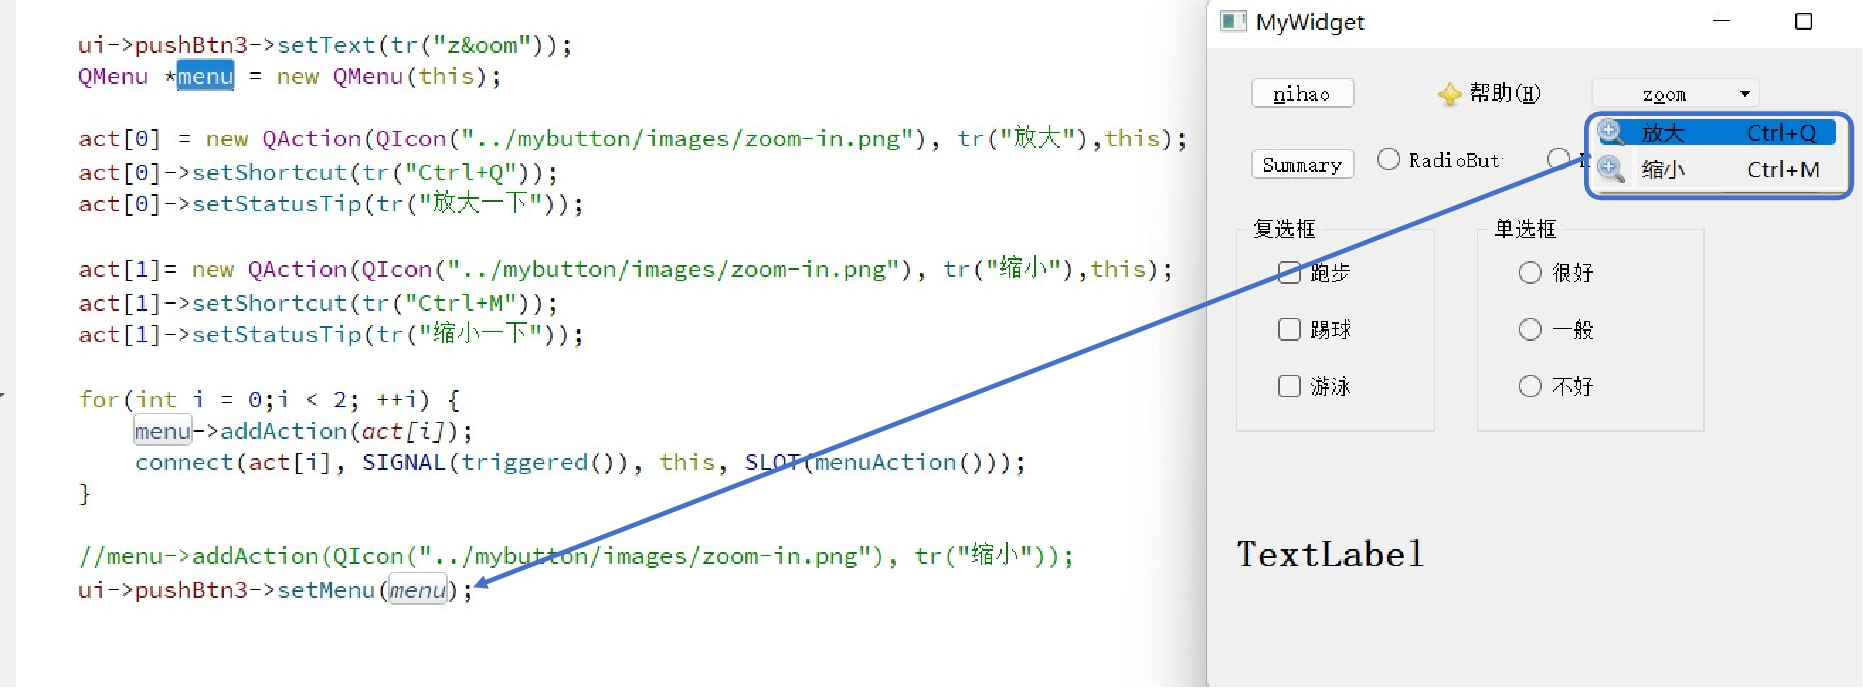 ui->pushBtn3->setText(tr("z&oom"));
QMenu *menu = new QMenu(this);
act[0] = new QAction(QIcon("../mybutton/images/zoom-in.png"), tr("放大"),this);
act[0]->setShortcut(tr("Ctrl+Q"));
act[0]->setStatusTip(tr("放大一下"));
act[1]= new QAction(QIcon("../mybutton/images/zoom-in.png"), tr("缩小"),this);
act[1]->setShortcut(tr("Ctrl+M"));
act[1]->setStatusTip(tr("缩小一下"));
for(int i = 0;i < 2; ++i) {
menu->addAction(act[i]);
connect(act[i], SIGNAL(triggered()), this, SLOT(menuAction()));
}
//menu->addAction(QIcon("../mybutton/images/zoom-in.png"), tr("缩小"));
ui->pushBtn3->setMenu(menu);
MyWidget
nihao
帮助(H)
zoom
放大 Ctrl+Q
缩小 Ctrl+M
Summary
RadioBut
复选框
跑步
踢球
游泳
单选框
很好
一般
不好
TextLabel